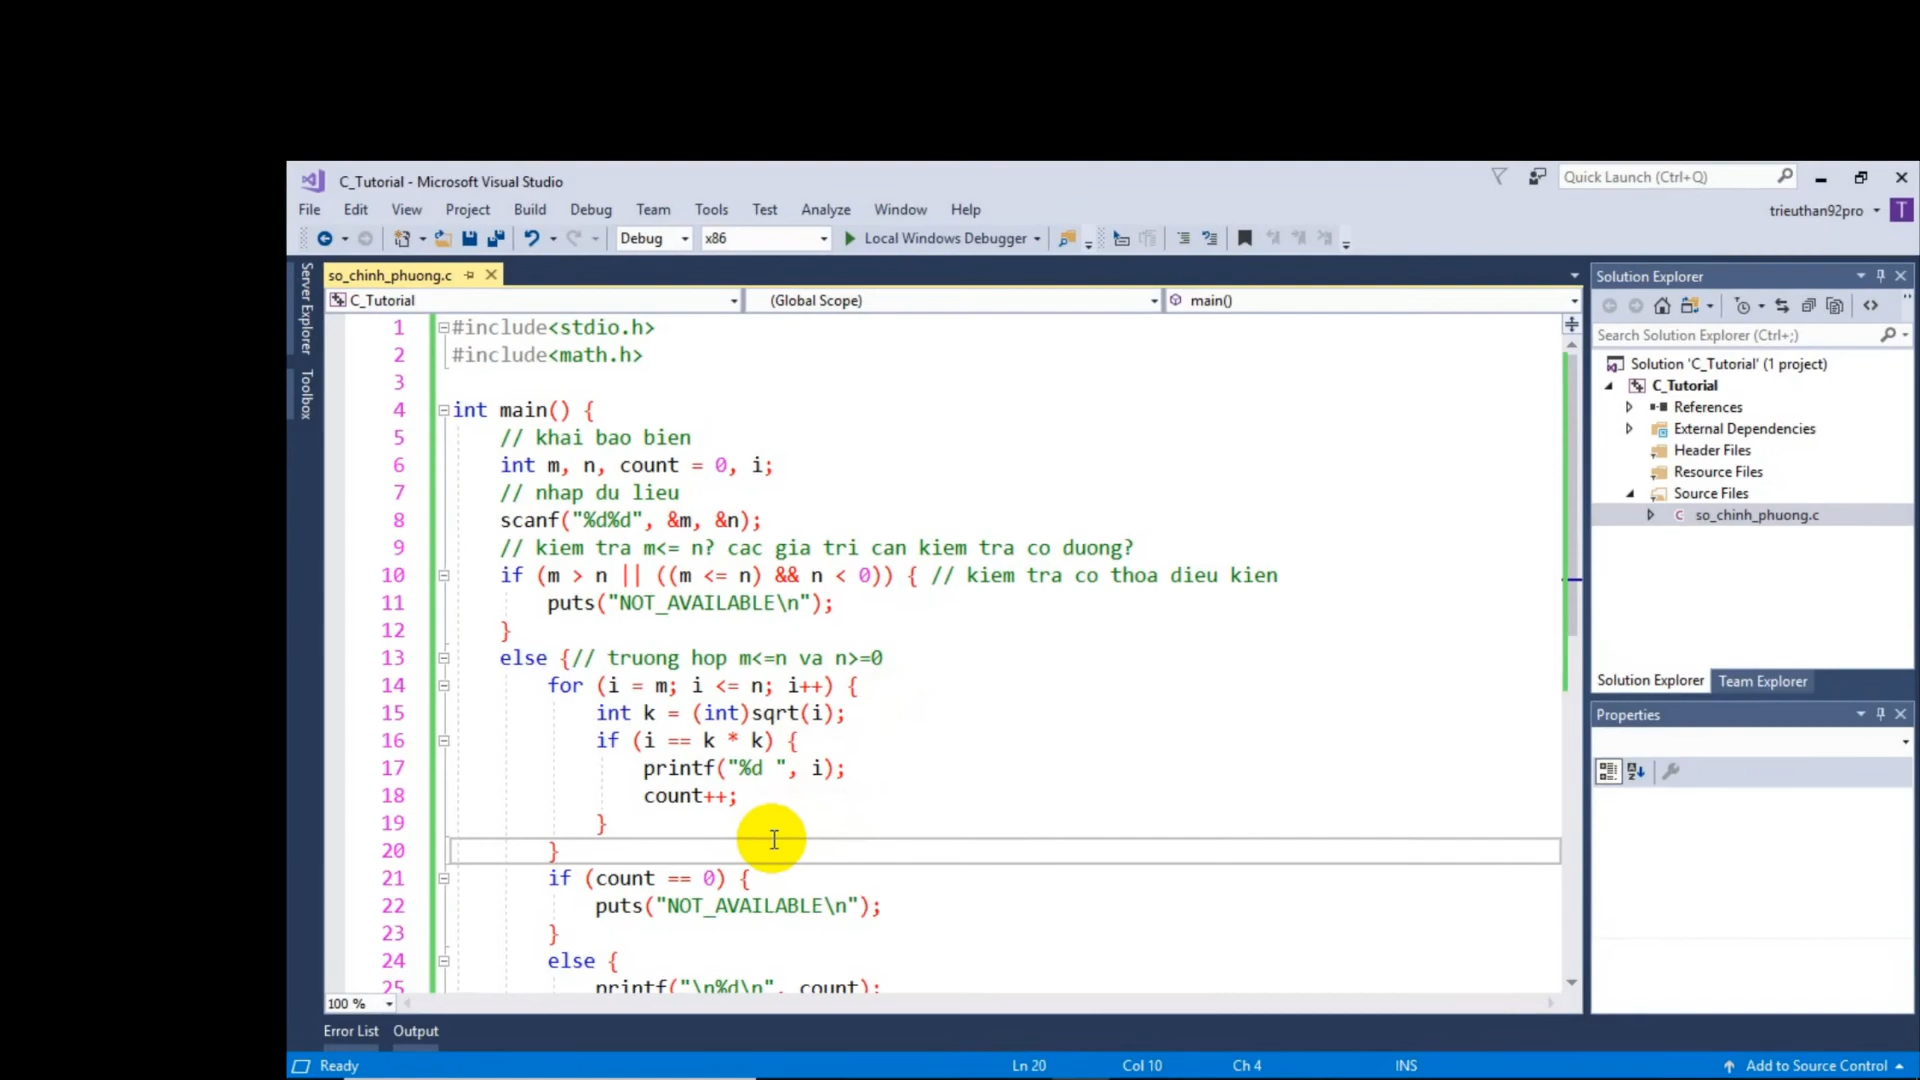 C_Tutorial - Microsoft Visual Studio
Quick Launch (Ctrl+Q)
File Edit View Project Build Debug Team Tools Test Analyze Window Help
trieuthan92pro T
Debug x86 Local Windows Debugger
Server Explorer
Toolbox
so_chinh_phuong.c
C_Tutorial (Global Scope) main()
1 #include<stdio.h>
2 #include<math.h>
3
4 int main() {
5 // khai bao bien
6 int m, n, count = 0, i;
7 // nhap du lieu
8 scanf("%d%d", &m, &n);
9 // kiem tra m<= n? cac gia tri can kiem tra co duong?
10 if (m > n || ((m <= n) && n < 0)) { // kiem tra co thoa dieu kien
11 puts("NOT_AVAILABLE\n");
12 }
13 else {// truong hop m<=n va n>=0
14 for (i = m; i <= n; i++) {
15 int k = (int)sqrt(i);
16 if (i == k * k) {
17 printf("%d ", i);
18 count++;
19 }
20 }
21 if (count == 0) {
22 puts("NOT_AVAILABLE\n");
23 }
24 else {
25 printf("\n%d\n", count);
100 %
Error List Output
Solution Explorer
Search Solution Explorer (Ctrl+;)
Solution 'C_Tutorial' (1 project)
C_Tutorial
References
External Dependencies
Header Files
Resource Files
Source Files
so_chinh_phuong.c
Solution Explorer Team Explorer
Properties
Ready Ln 20 Col 10 Ch 4 INS Add to Source Control